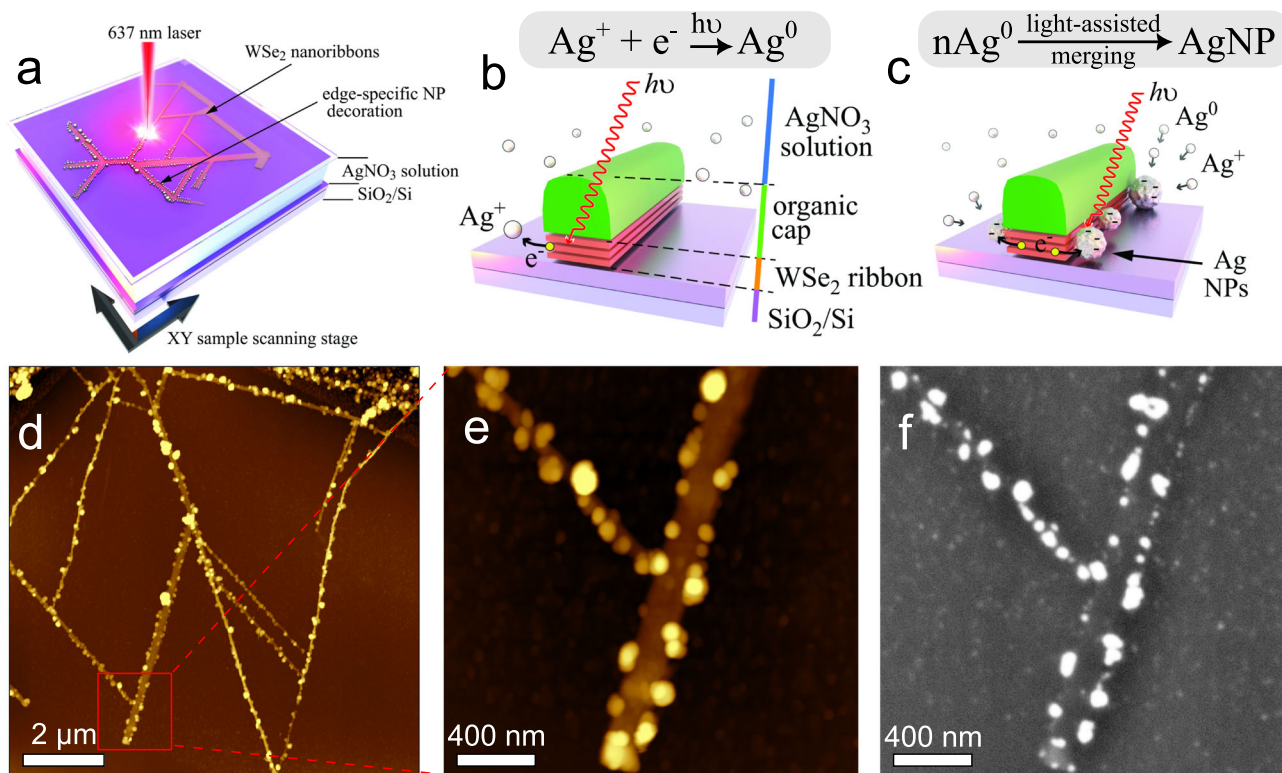 a
637 nm laser
WSe₂ nanoribbons
edge-specific NP
decoration
AgNO₃ solution
SiO₂/Si
XY sample scanning stage
Ag⁺ + e⁻ hυ→ Ag⁰
b
hυ
AgNO₃
solution
Ag⁺
e⁻
organic
cap
WSe₂ ribbon
SiO₂/Si
nAg⁰ light-assisted merging→ AgNP
c
hυ
Ag⁰
Ag⁺
e⁻
Ag
NPs
d
2 µm
e
400 nm
f
400 nm